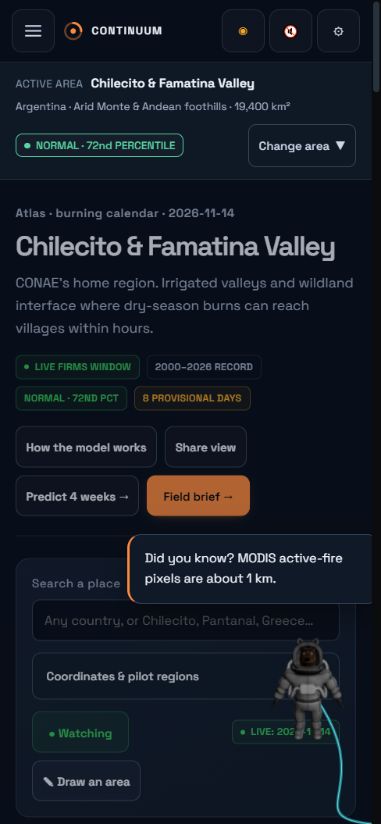 CONTINUUM
ACTIVE AREA Chilecito & Famatina Valley
Argentina · Arid Monte & Andean foothills · 19,400 km²
NORMAL · 72nd PERCENTILE
Change area ▼
Atlas · burning calendar · 2026-11-14
Chilecito & Famatina Valley
CONAE's home region. Irrigated valleys and wildland
interface where dry-season burns can reach
villages within hours.
LIVE FIRMS WINDOW
2000–2026 RECORD
NORMAL · 72ND PCT
8 PROVISIONAL DAYS
How the model works
Share view
Predict 4 weeks →
Field brief →
Did you know? MODIS active-fire
pixels are about 1 km.
Search a place
Any country, or Chilecito, Pantanal, Greece…
Coordinates & pilot regions
Watching
LIVE:
Draw an area